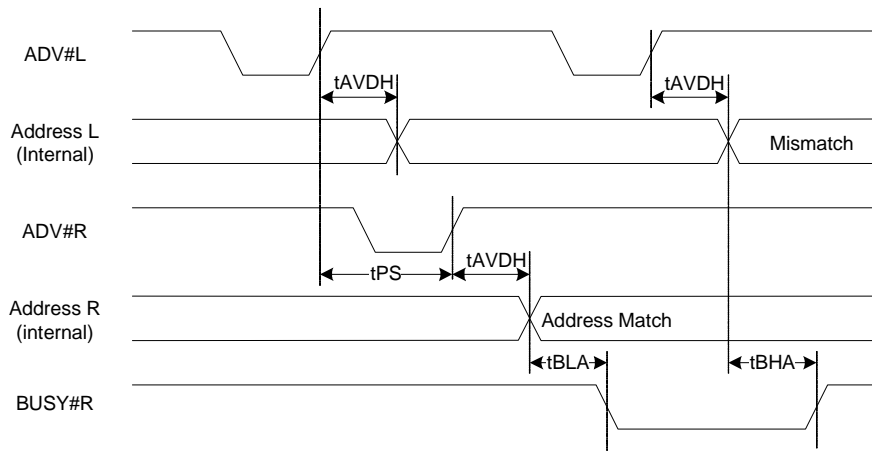 ADV#L
tAVDH
tAVDH
Address L
(Internal)
Mismatch
ADV#R
tPS
tAVDH
Address R
(internal)
Address Match
tBLA
tBHA
BUSY#R